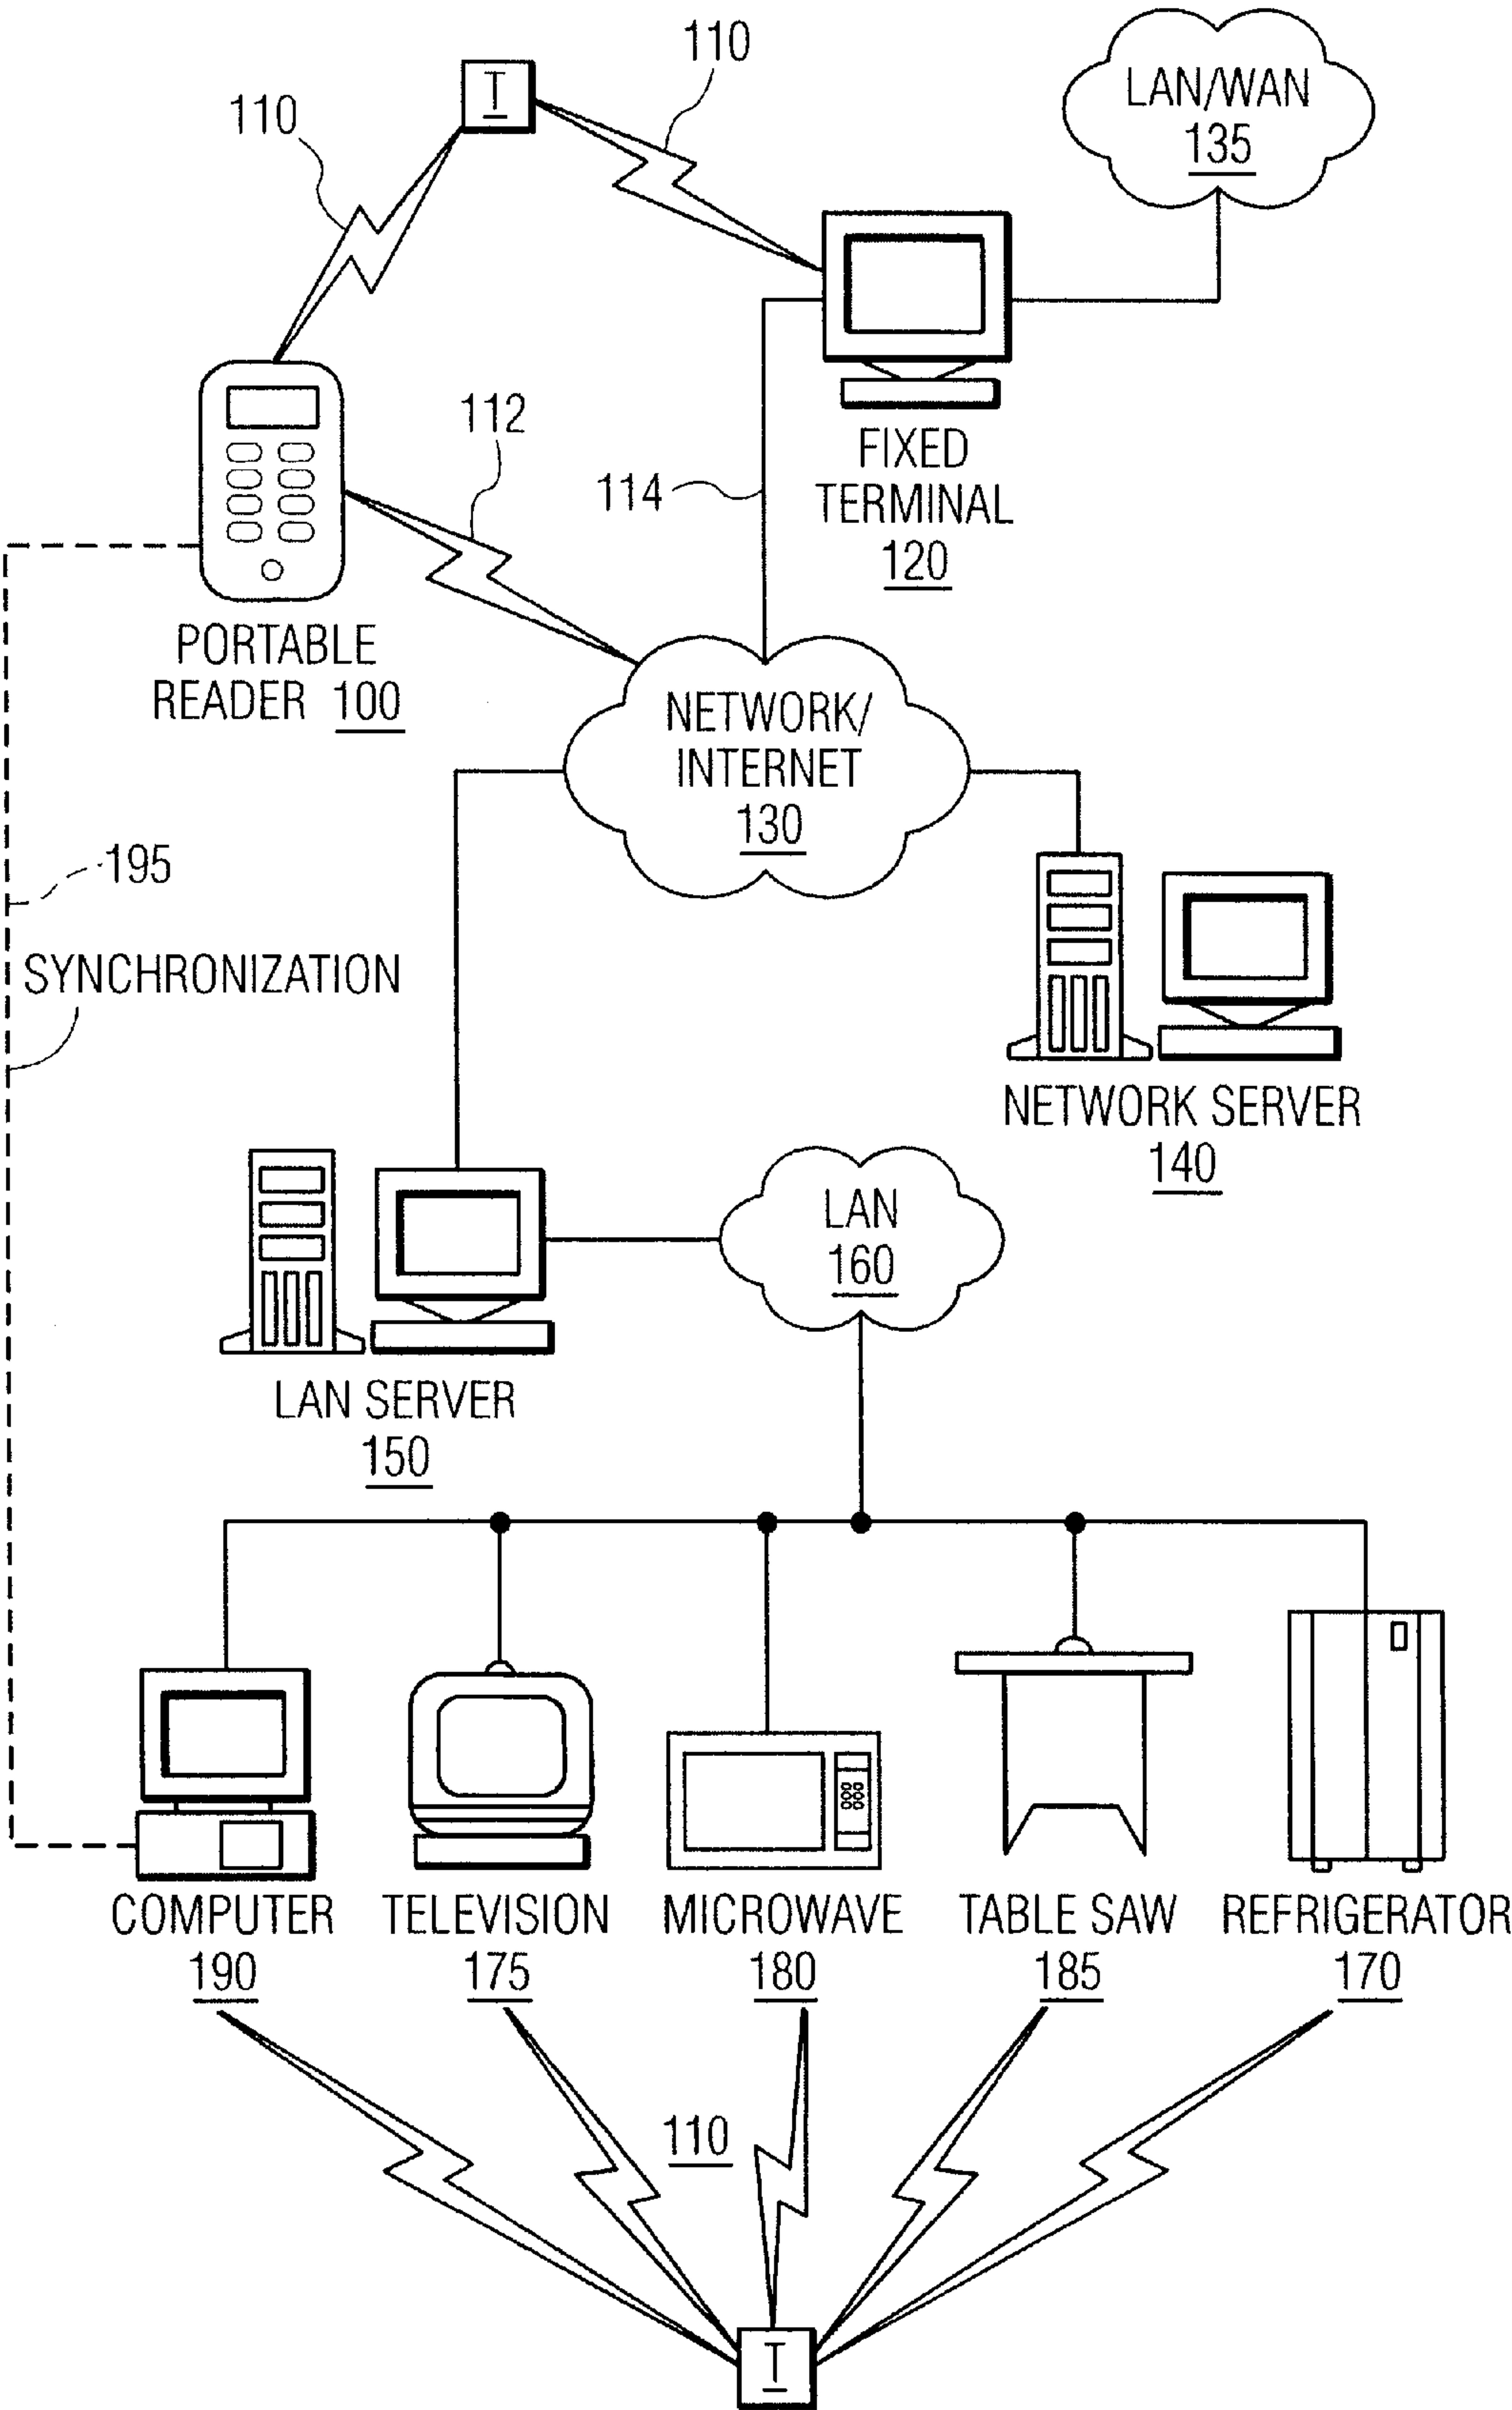 110
T
110
LAN/WAN
135
112
114
FIXED
TERMINAL
120
PORTABLE
READER 100
NETWORK/
INTERNET
130
195
SYNCHRONIZATION
NETWORK SERVER
140
LAN
160
LAN SERVER
150
COMPUTER
190
TELEVISION
175
MICROWAVE
180
TABLE SAW
185
REFRIGERATOR
170
110
T